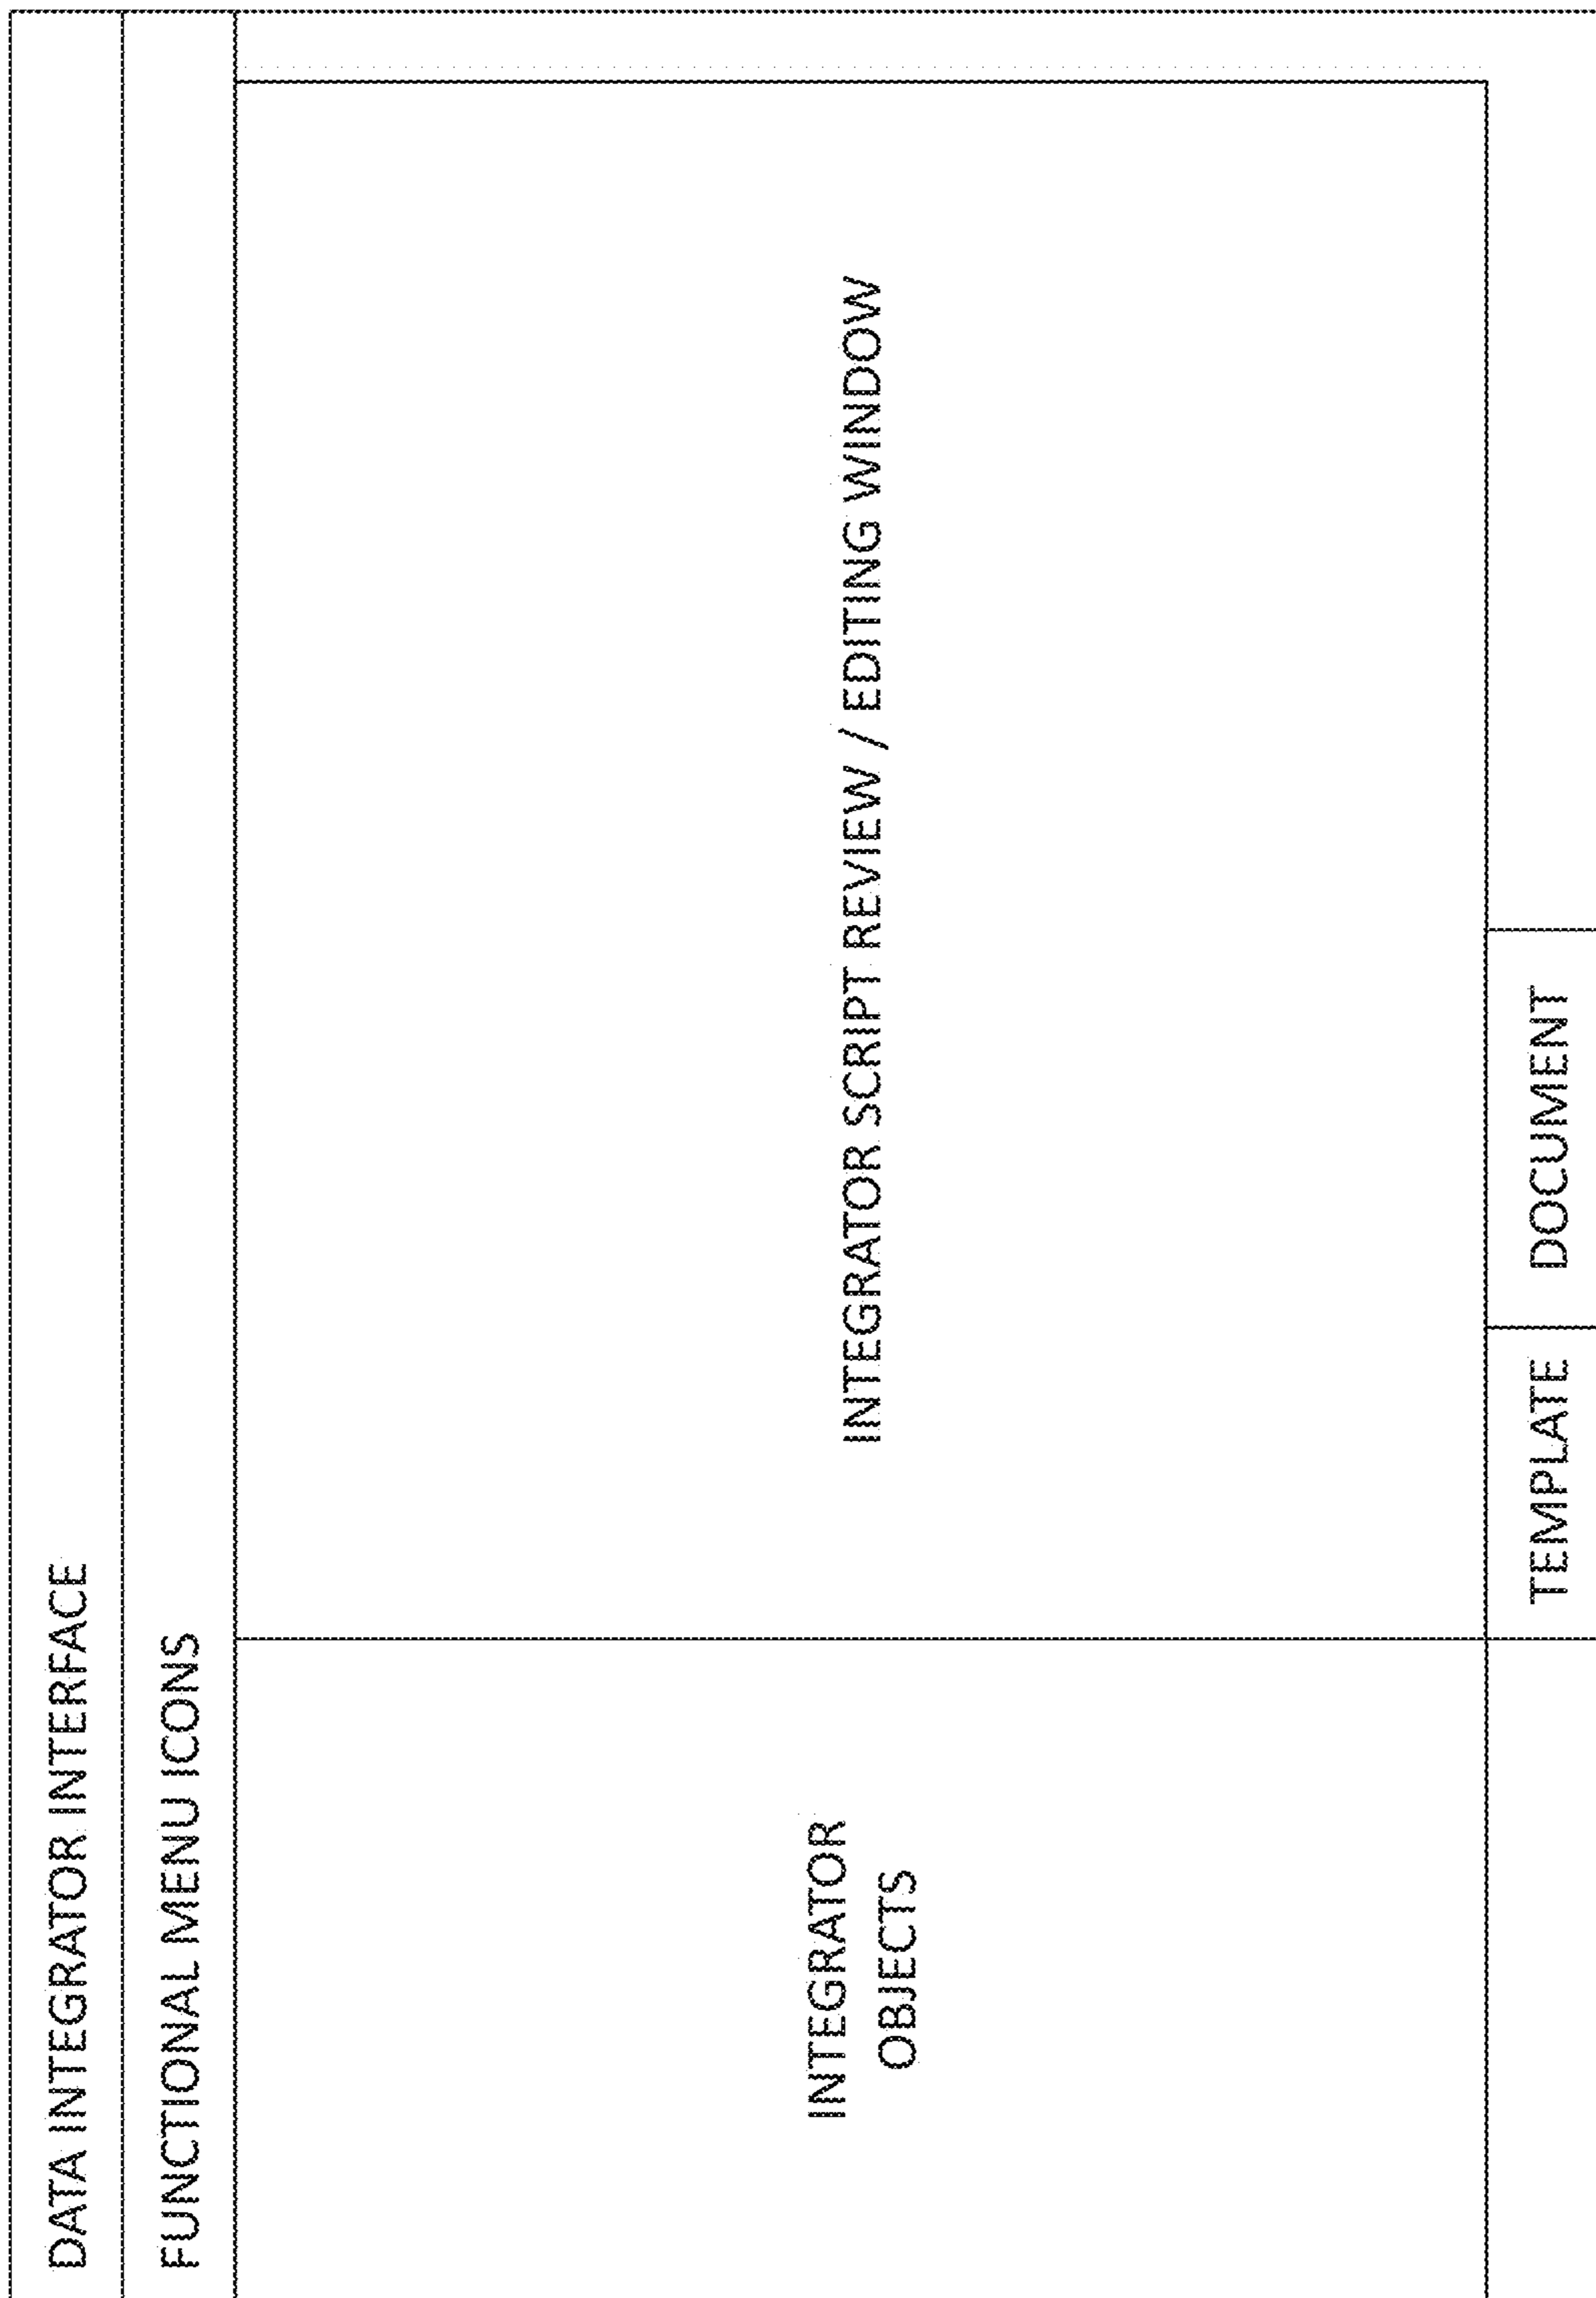 DATA INTEGRATOR INTERFACE
FUNCTIONAL MENU ICONS
INTEGRATOR
OBJECTS
INTEGRATOR SCRIPT REVIEW / EDITING WINDOW
TEMPLATE
DOCUMENT